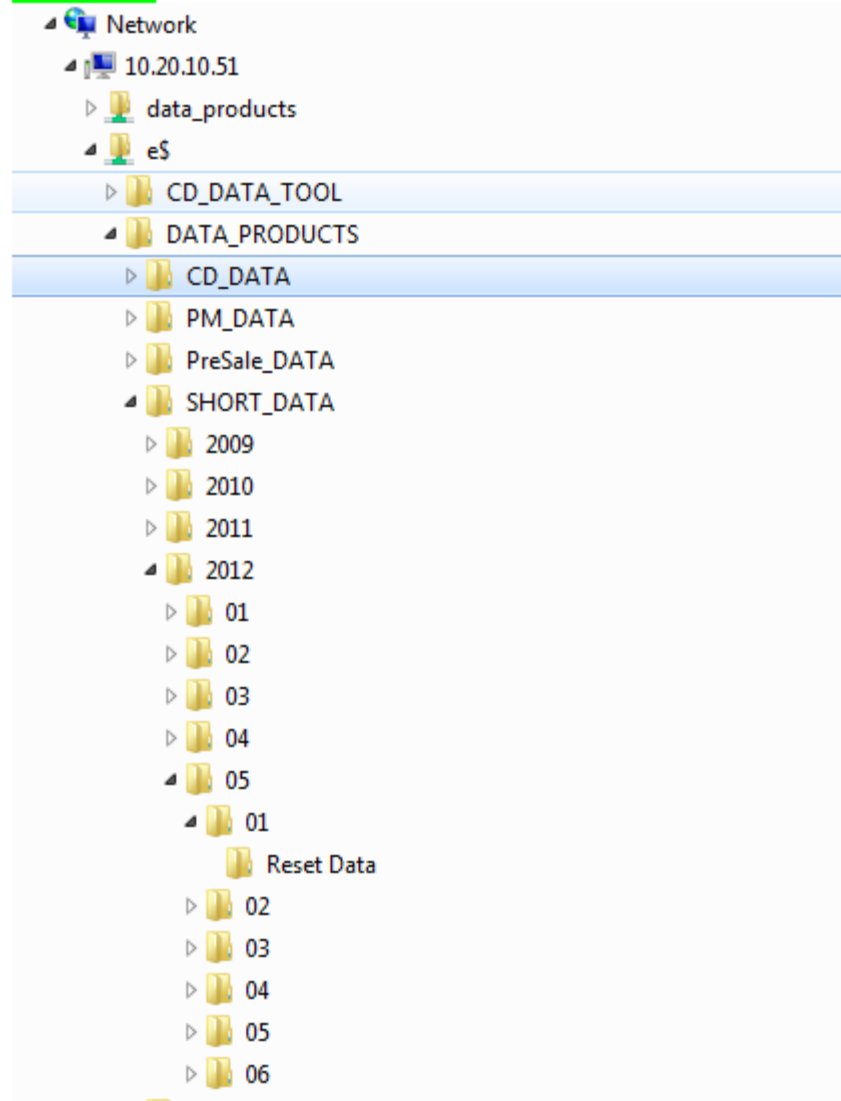 Network
10.20.10.51
data_products
e$
CD_DATA_TOOL
DATA_PRODUCTS
CD_DATA
PM_DATA
PreSale_DATA
SHORT_DATA
2009
2010
2011
2012
01
02
03
04
05
01
Reset Data
02
03
04
05
06